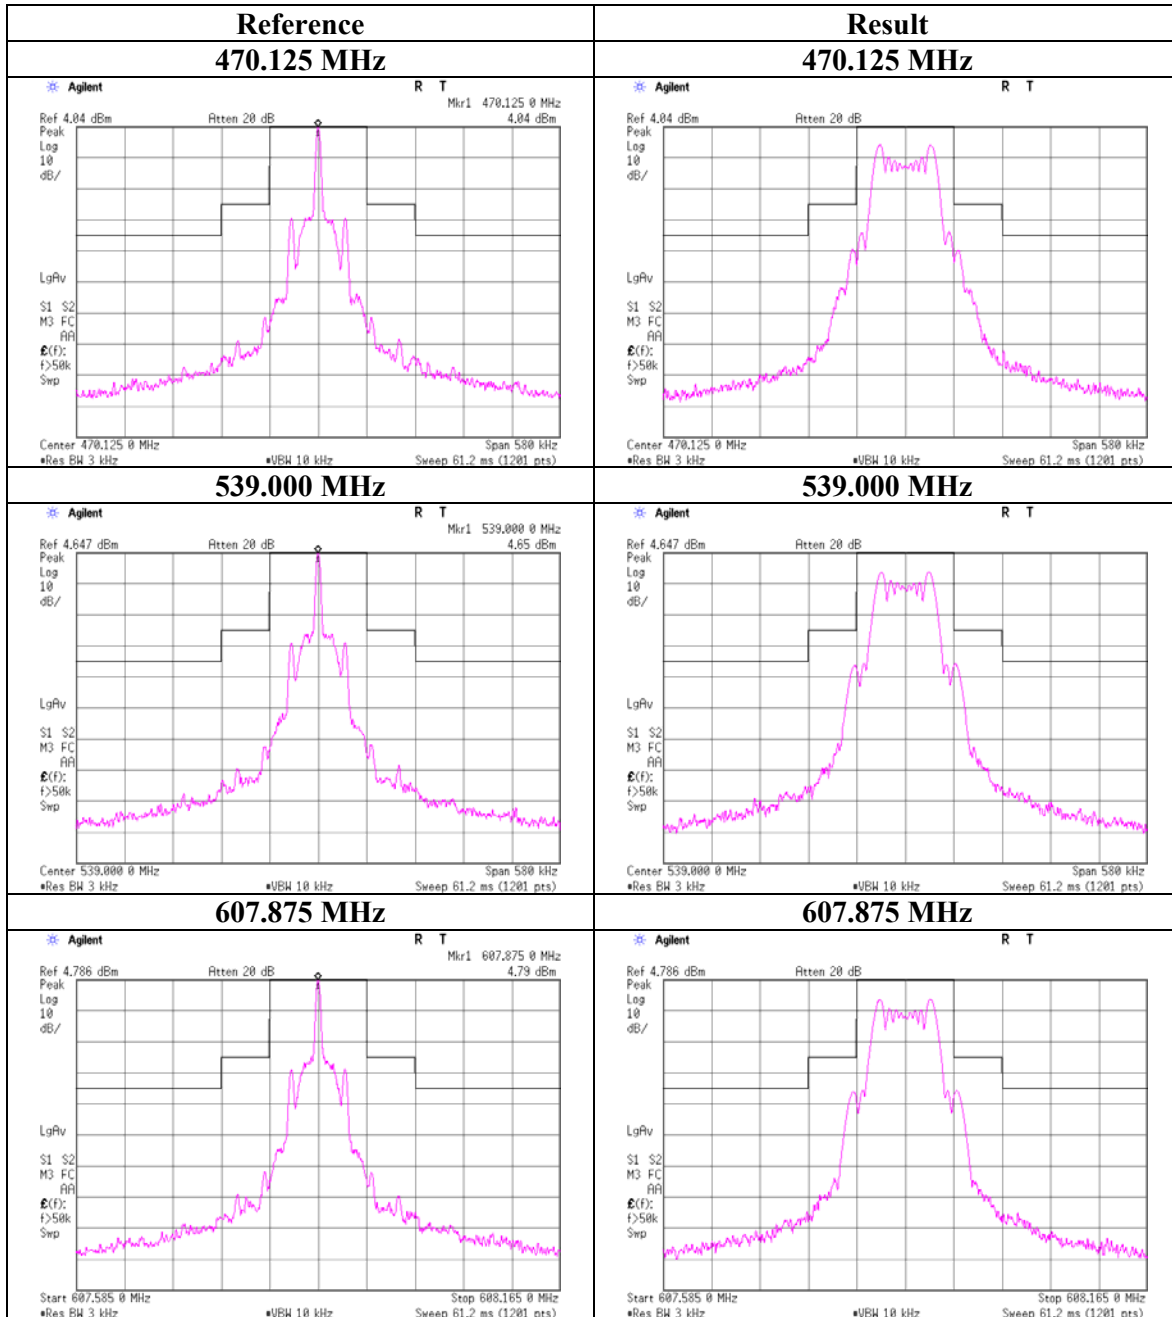 Reference Result
470.125 MHz 470.125 MHz
Agilent R T
Mkr1 470.125 0 MHz
Ref 4.04 dBm Atten 20 dB 4.04 dBm
Peak
Log
10
dB/
LgAv
S1 S2
M3 FC
AA
£(f):
f>50k
Swp
Center 470.125 0 MHz Span 580 kHz
#Res BW 3 kHz #VBW 10 kHz Sweep 61.2 ms (1201 pts)
Agilent R T
Ref 4.04 dBm Atten 20 dB
Peak
Log
10
dB/
LgAv
S1 S2
M3 FC
AA
£(f):
f>50k
Swp
Center 470.125 0 MHz Span 580 kHz
#Res BW 3 kHz #VBW 10 kHz Sweep 61.2 ms (1201 pts)
539.000 MHz 539.000 MHz
Agilent R T
Mkr1 539.000 0 MHz
Ref 4.647 dBm Atten 20 dB 4.65 dBm
Peak
Log
10
dB/
LgAv
S1 S2
M3 FC
AA
£(f):
f>50k
Swp
Center 539.000 0 MHz Span 580 kHz
#Res BW 3 kHz #VBW 10 kHz Sweep 61.2 ms (1201 pts)
Agilent R T
Ref 4.647 dBm Atten 20 dB
Peak
Log
10
dB/
LgAv
S1 S2
M3 FC
AA
£(f):
f>50k
Swp
Center 539.000 0 MHz Span 580 kHz
#Res BW 3 kHz #VBW 10 kHz Sweep 61.2 ms (1201 pts)
607.875 MHz 607.875 MHz
Agilent R T
Mkr1 607.875 0 MHz
Ref 4.786 dBm Atten 20 dB 4.79 dBm
Peak
Log
10
dB/
LgAv
S1 S2
M3 FC
AA
£(f):
f>50k
Swp
Start 607.585 0 MHz Stop 608.165 0 MHz
#Res BW 3 kHz #VBW 10 kHz Sweep 61.2 ms (1201 pts)
Agilent R T
Ref 4.786 dBm Atten 20 dB
Peak
Log
10
dB/
LgAv
S1 S2
M3 FC
AA
£(f):
f>50k
Swp
Start 607.585 0 MHz Stop 608.165 0 MHz
#Res BW 3 kHz #VBW 10 kHz Sweep 61.2 ms (1201 pts)